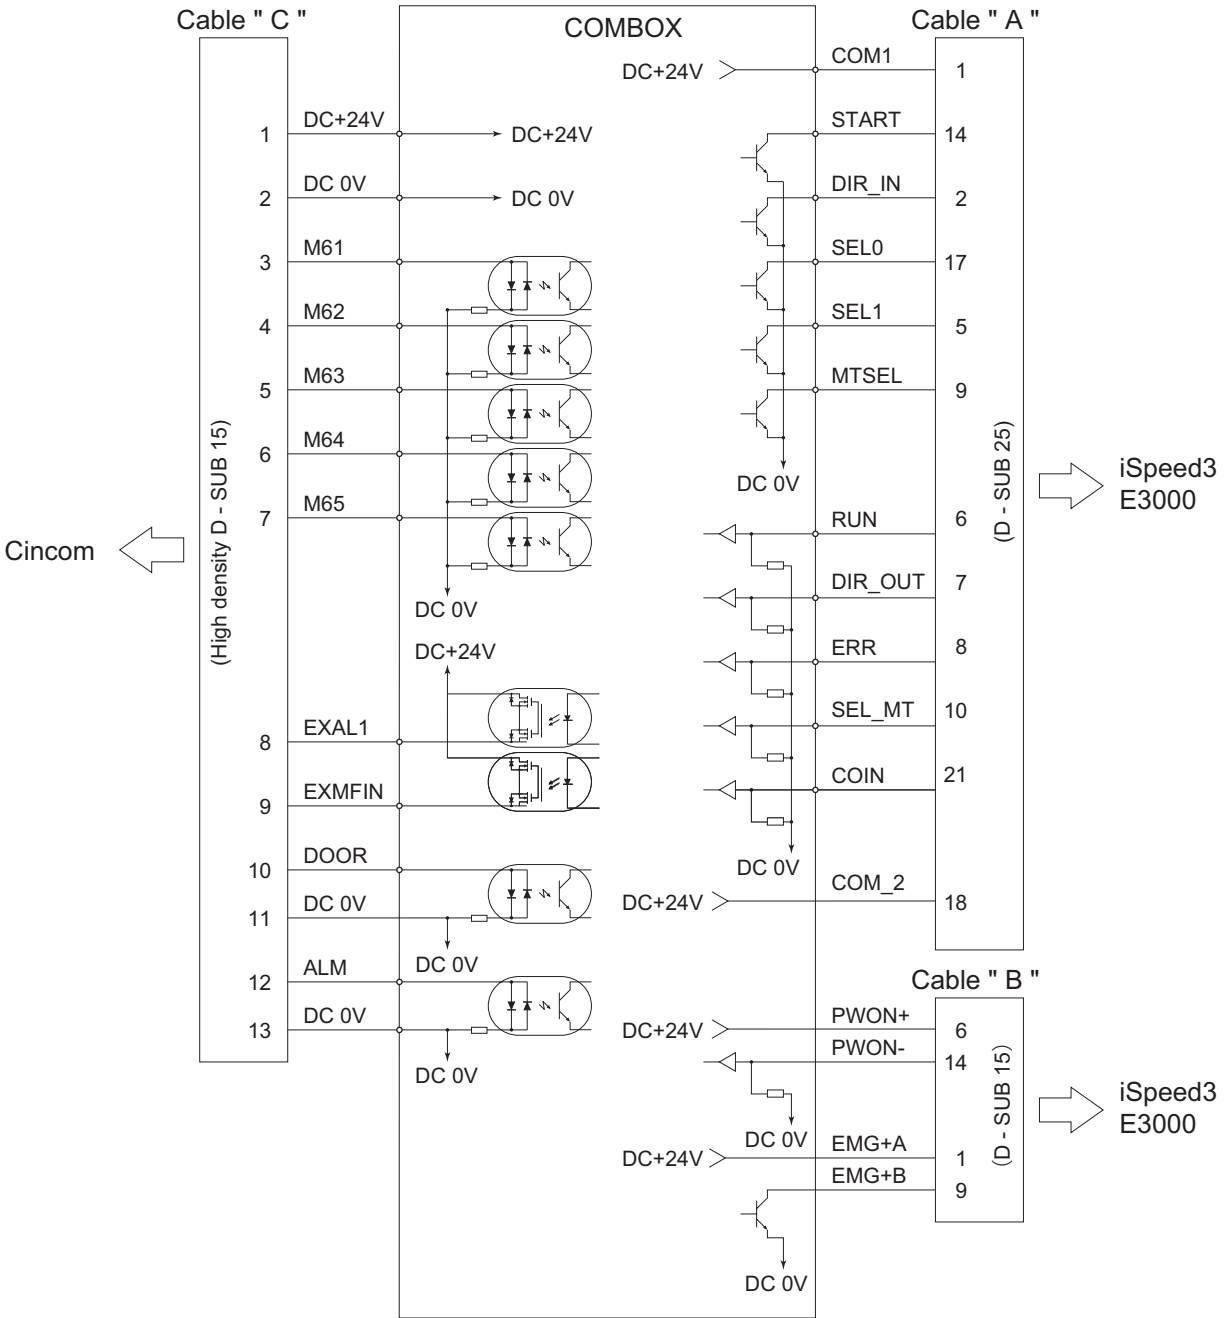 Cable " C "
COMBOX
Cable " A "
DC+24V
COM1
1
1
DC+24V
DC+24V
START
14
2
DC 0V
DC 0V
DIR_IN
2
3
M61
SEL0
17
4
M62
SEL1
5
5
M63
MTSEL
9
6
M64
7
M65
DC 0V
DC 0V
(High density D - SUB 15)
Cincom
(D - SUB 25)
iSpeed3
E3000
RUN
6
DIR_OUT
7
ERR
8
SEL_MT
10
COIN
21
DC 0V
DC+24V
8
EXAL1
9
EXMFIN
10
DOOR
11
DC 0V
DC 0V
DC+24V
COM_2
18
12
ALM
13
DC 0V
DC 0V
Cable " B "
DC+24V
PWON+
6
PWON-
14
DC 0V
DC+24V
EMG+A
1
EMG+B
9
DC 0V
(D - SUB 15)
iSpeed3
E3000